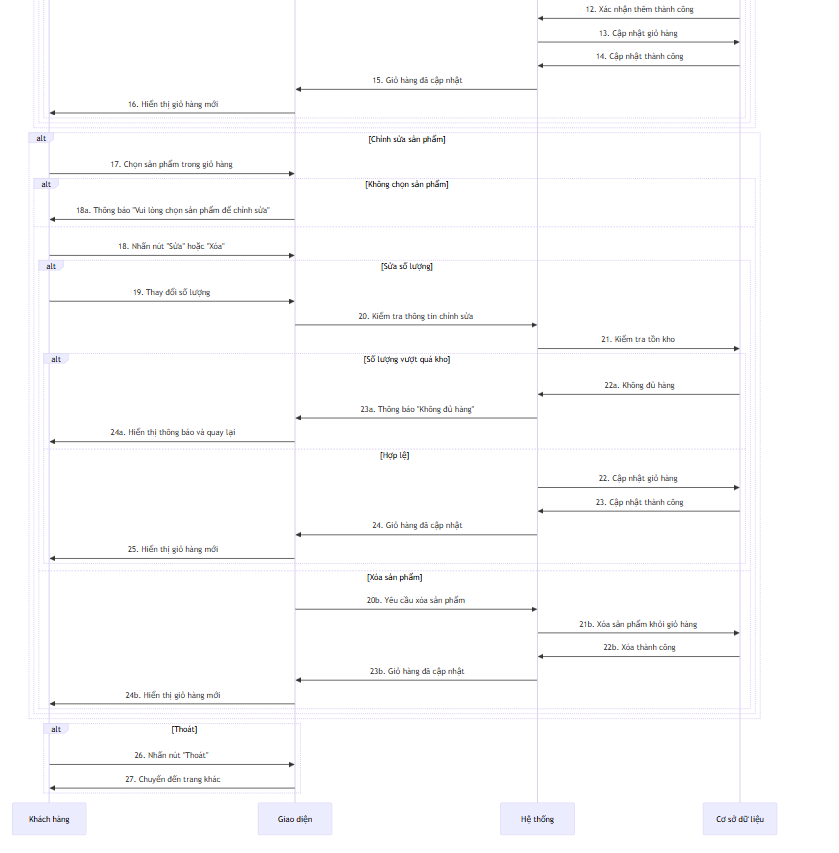 12. Xác nhận thêm thành công
13. Cập nhật giỏ hàng
14. Cập nhật thành công
15. Giỏ hàng đã cập nhật
16. Hiển thị giỏ hàng mới
alt
[Chỉnh sửa sản phẩm]
17. Chọn sản phẩm trong giỏ hàng
alt
[Không chọn sản phẩm]
18a. Thông báo "Vui lòng chọn sản phẩm để chỉnh sửa"
18. Nhấn nút "Sửa" hoặc "Xóa"
alt
[Sửa số lượng]
19. Thay đổi số lượng
20. Kiểm tra thông tin chỉnh sửa
21. Kiểm tra tồn kho
alt
[Số lượng vượt quá kho]
22a. Không đủ hàng
23a. Thông báo "Không đủ hàng"
24a. Hiển thị thông báo và quay lại
[Hợp lệ]
22. Cập nhật giỏ hàng
23. Cập nhật thành công
24. Giỏ hàng đã cập nhật
25. Hiển thị giỏ hàng mới
[Xóa sản phẩm]
20b. Yêu cầu xóa sản phẩm
21b. Xóa sản phẩm khỏi giỏ hàng
22b. Xóa thành công
23b. Giỏ hàng đã cập nhật
24b. Hiển thị giỏ hàng mới
alt
[Thoát]
26. Nhấn nút "Thoát"
27. Chuyển đến trang khác
Khách hàng
Giao diện
Hệ thống
Cơ sở dữ liệu